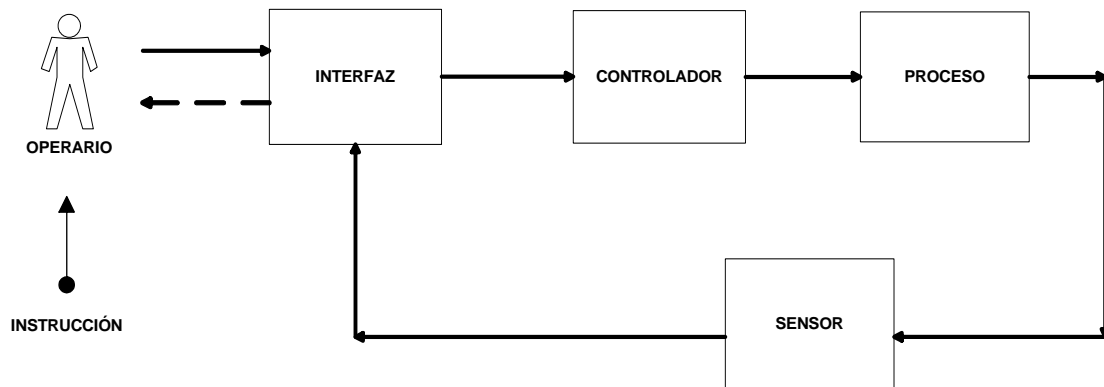 INTERFAZ
CONTROLADOR
PROCESO
OPERARIO
SENSOR
INSTRUCCIÓN